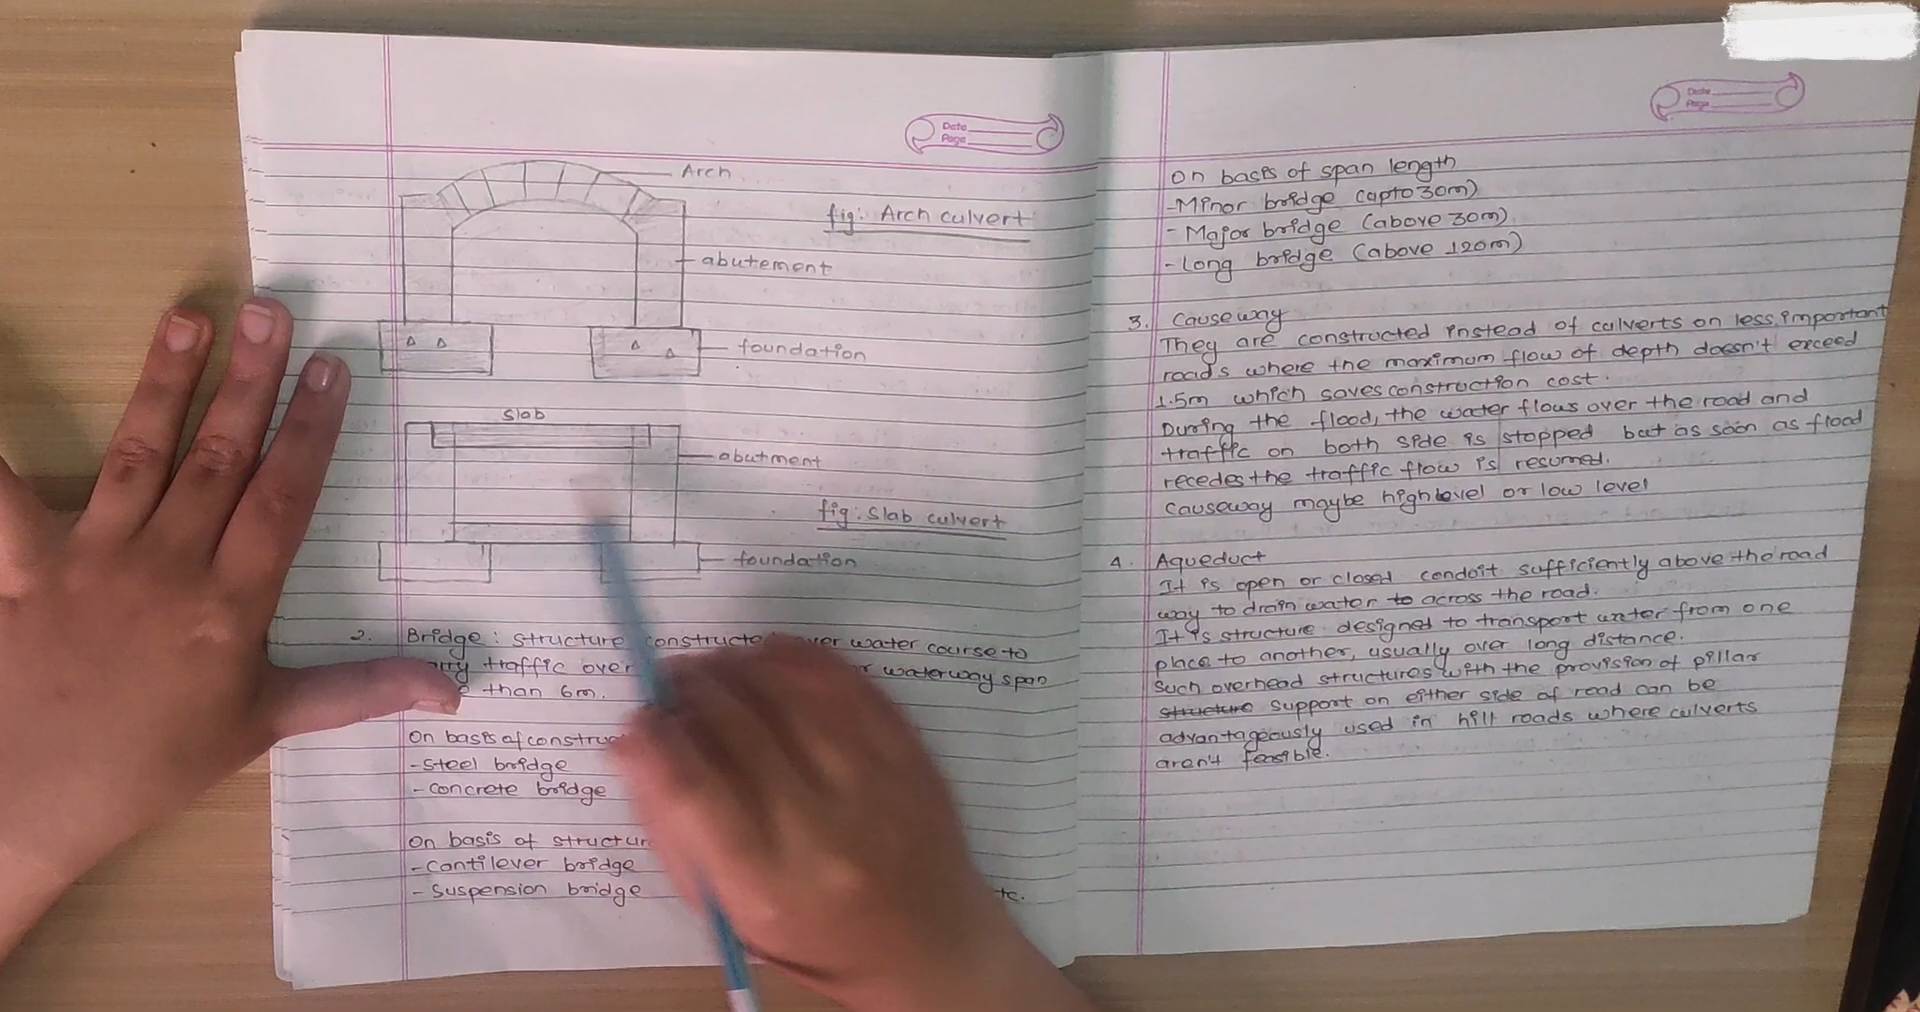 Date
Page
Arch
fig: Arch culvert
abutement
foundation
Slab
abutment
fig: Slab culvert
foundation
2. Bridge: structure water course to
traffic over waterway span
than 6m.
On basis of
-steel bridge
-concrete bridge
On basis of
-Cantilever bridge
-Suspension bridge
Date
Page
On basis of span length
-Minor bridge (upto 30m)
- Major bridge (above 30m)
-Long bridge (above 120m)
3. Causeway
They are constructed instead of culverts on less important
roads where the maximum flow of depth doesn't exceed
1.5m which saves construction cost.
During the flood, the water flows over the road and
traffic on both side is stopped but as soon as flood
recedes the traffic flow is resumed.
Causeway maybe high level or low level
4. Aqueduct
It is open or closed condoit sufficiently above the road
way to drain water to across the road.
It is structure designed to transport water from one
place to another, usually over long distance.
Such overhead structures with the provision of pillar
structure support on either side of road can be
advantageously used in hill roads where culverts
aren't feasible.